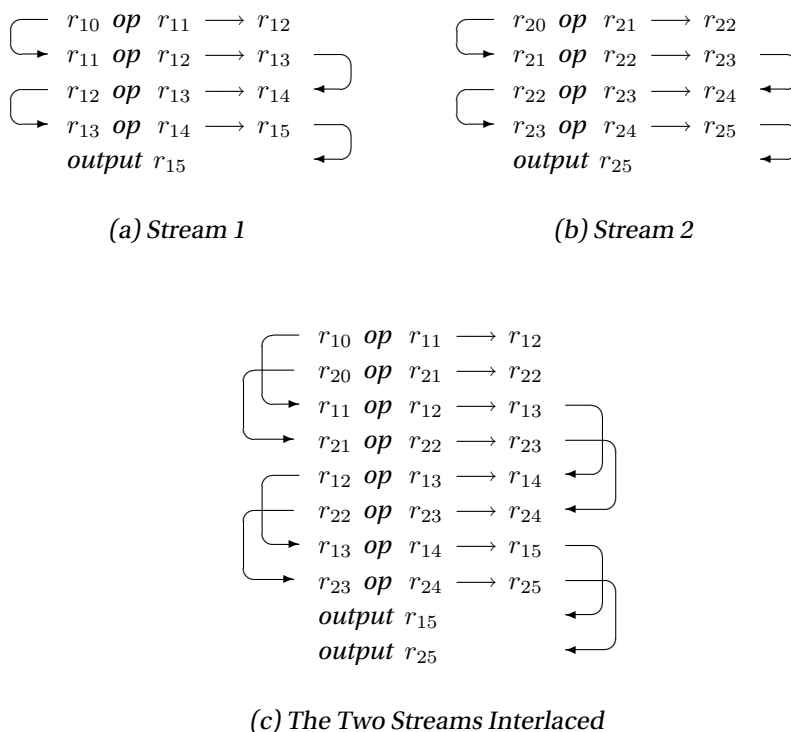 r10 op r11 ⟶ r12
r11 op r12 ⟶ r13
r12 op r13 ⟶ r14
r13 op r14 ⟶ r15
output r15
(a) Stream 1
r20 op r21 ⟶ r22
r21 op r22 ⟶ r23
r22 op r23 ⟶ r24
r23 op r24 ⟶ r25
output r25
(b) Stream 2
r10 op r11 ⟶ r12
r20 op r21 ⟶ r22
r11 op r12 ⟶ r13
r21 op r22 ⟶ r23
r12 op r13 ⟶ r14
r22 op r23 ⟶ r24
r13 op r14 ⟶ r15
r23 op r24 ⟶ r25
output r15
output r25
(c) The Two Streams Interlaced